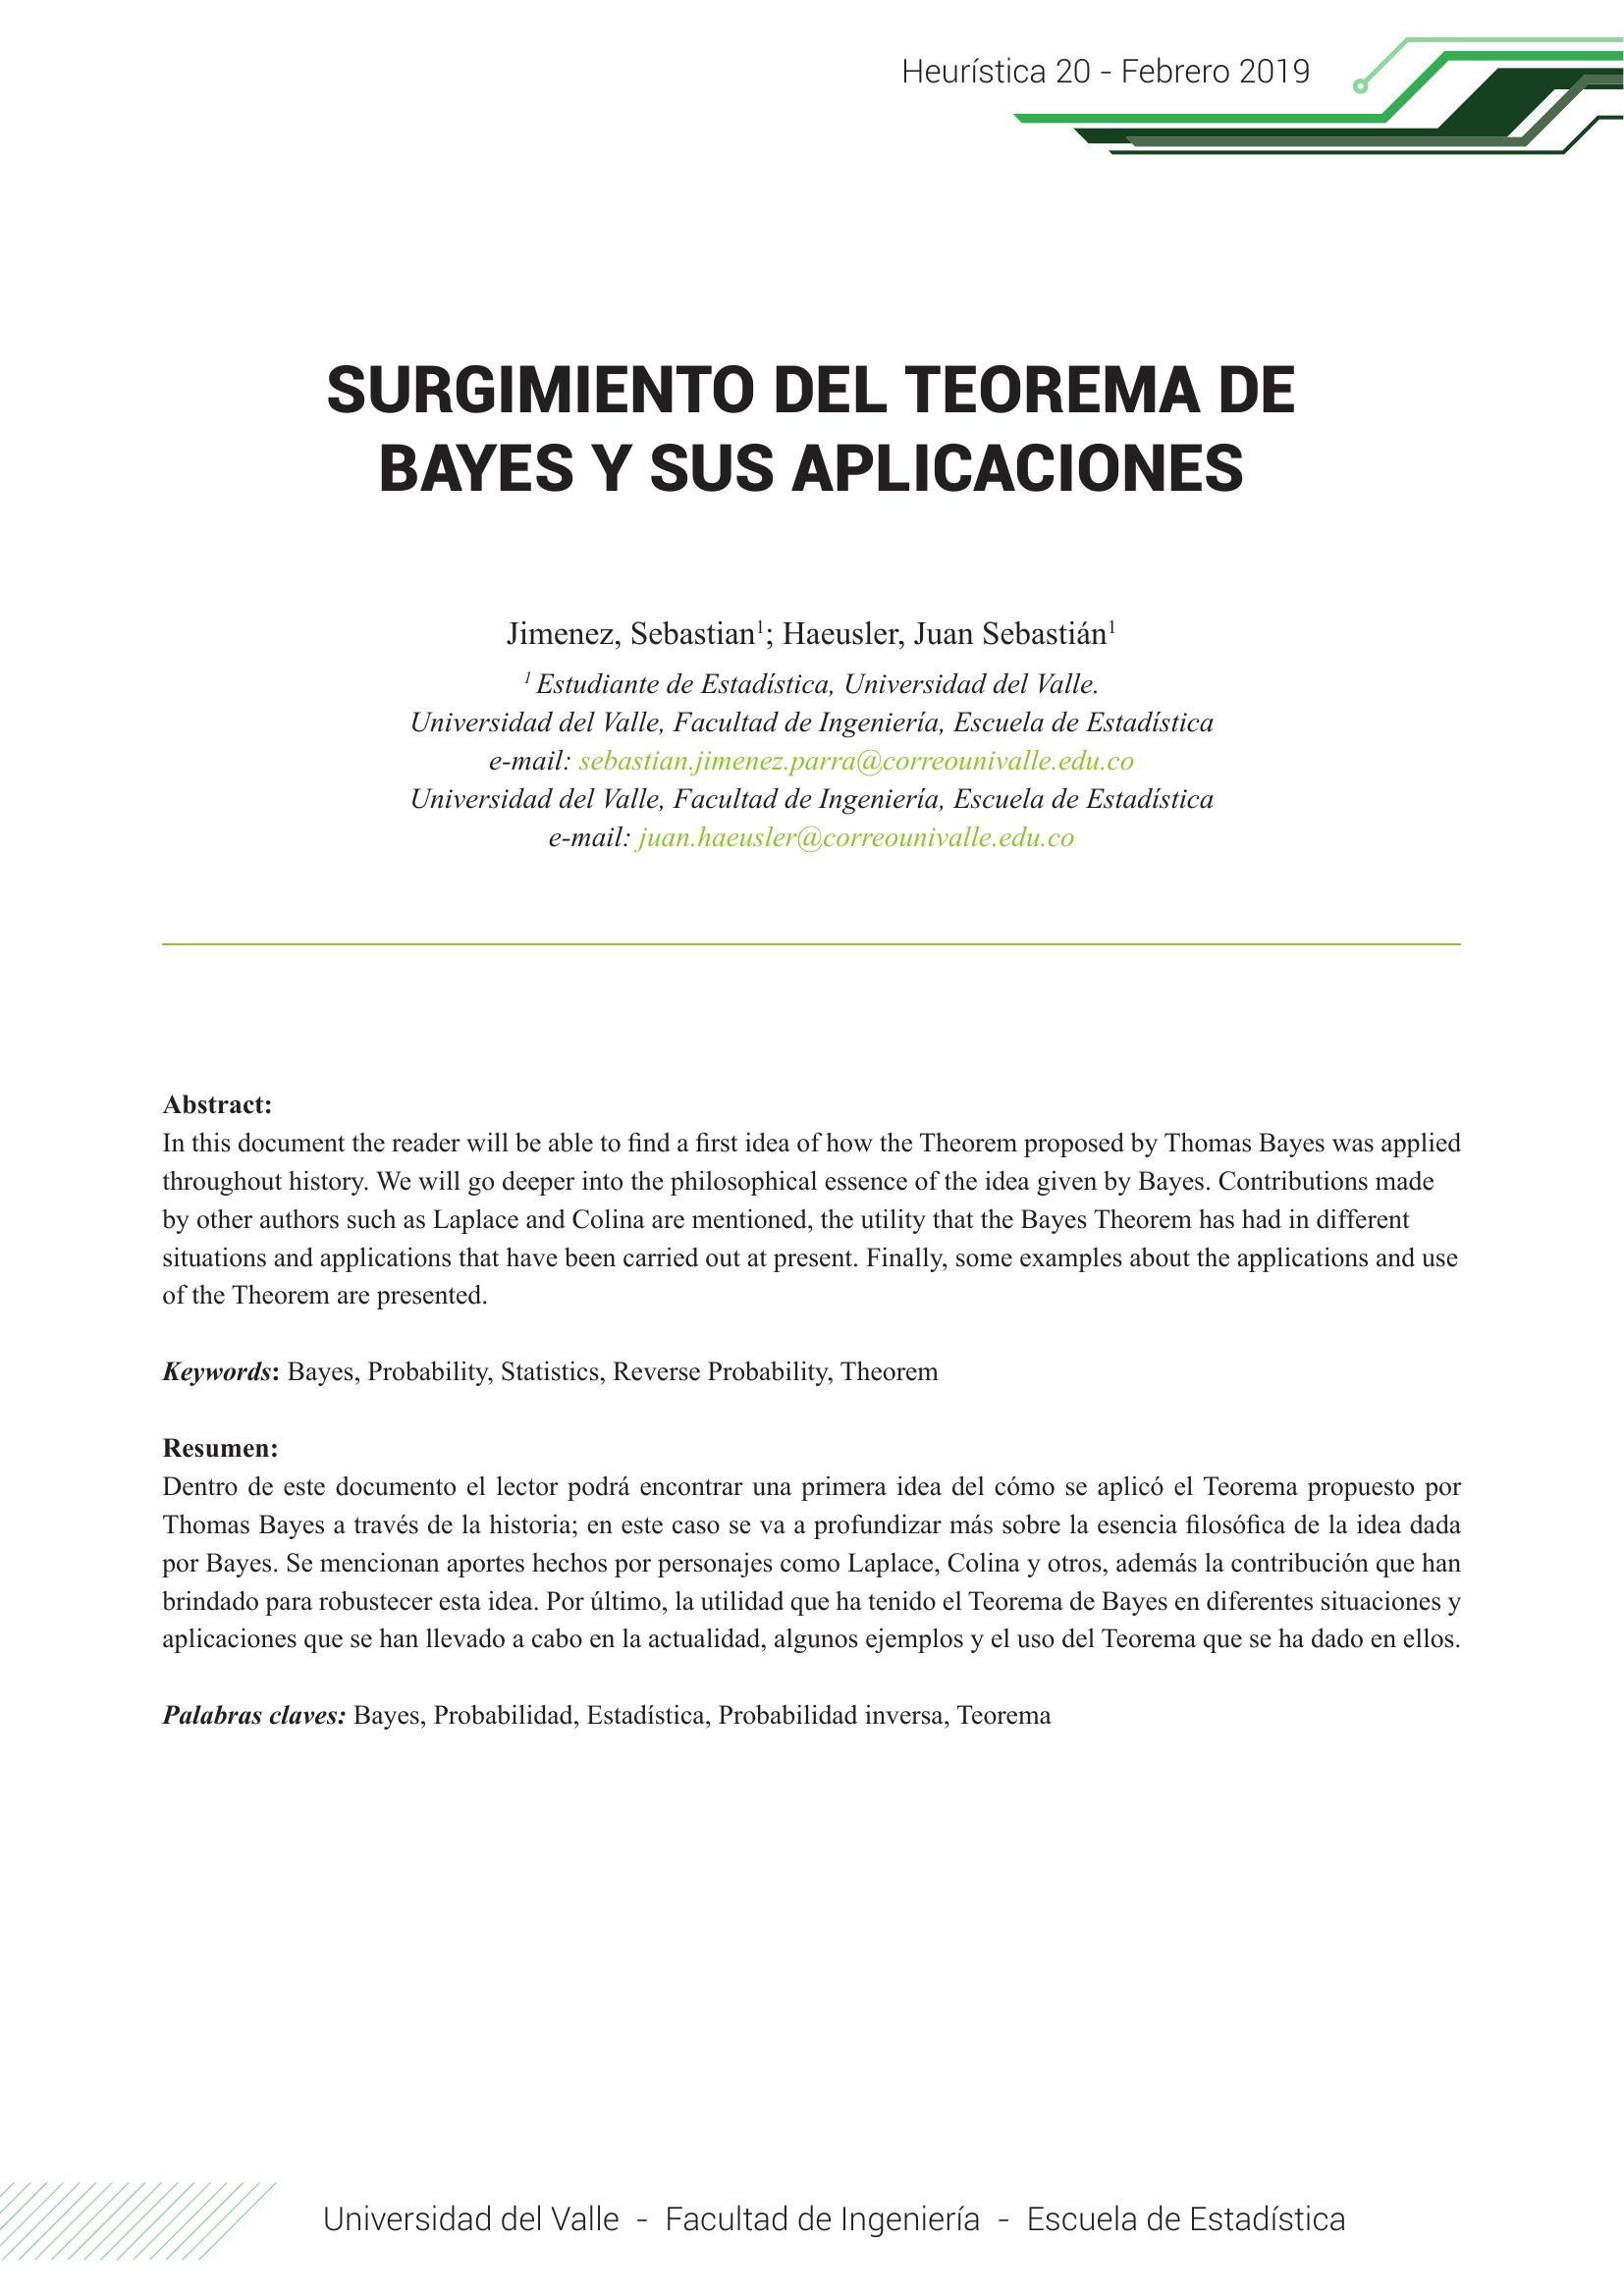 Heurística 20 - Febrero 2019
SURGIMIENTO DEL TEOREMA DE
BAYES Y SUS APLICACIONES
Jimenez, Sebastian¹; Haeusler, Juan Sebastián¹
¹ Estudiante de Estadística, Universidad del Valle.
Universidad del Valle, Facultad de Ingeniería, Escuela de Estadística
e-mail: sebastian.jimenez.parra@correounivalle.edu.co
Universidad del Valle, Facultad de Ingeniería, Escuela de Estadística
e-mail: juan.haeusler@correounivalle.edu.co
Abstract:
In this document the reader will be able to find a first idea of how the Theorem proposed by Thomas Bayes was applied
throughout history. We will go deeper into the philosophical essence of the idea given by Bayes. Contributions made
by other authors such as Laplace and Colina are mentioned, the utility that the Bayes Theorem has had in different
situations and applications that have been carried out at present. Finally, some examples about the applications and use
of the Theorem are presented.
Keywords: Bayes, Probability, Statistics, Reverse Probability, Theorem
Resumen:
Dentro de este documento el lector podrá encontrar una primera idea del cómo se aplicó el Teorema propuesto por
Thomas Bayes a través de la historia; en este caso se va a profundizar más sobre la esencia filosófica de la idea dada
por Bayes. Se mencionan aportes hechos por personajes como Laplace, Colina y otros, además la contribución que han
brindado para robustecer esta idea. Por último, la utilidad que ha tenido el Teorema de Bayes en diferentes situaciones y
aplicaciones que se han llevado a cabo en la actualidad, algunos ejemplos y el uso del Teorema que se ha dado en ellos.
Palabras claves: Bayes, Probabilidad, Estadística, Probabilidad inversa, Teorema
Universidad del Valle - Facultad de Ingeniería - Escuela de Estadística